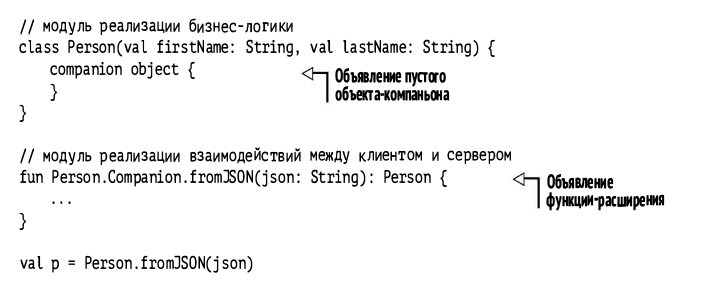 // модуль реализации бизнес-логики
class Person(val firstName: String, val lastName: String) {
    companion object {
    }
}
Объявление пустого
объекта-компаньона
// модуль реализации взаимодействий между клиентом и сервером
fun Person.Companion.fromJSON(json: String): Person {
    ...
}
Объявление
функции-расширения
val p = Person.fromJSON(json)